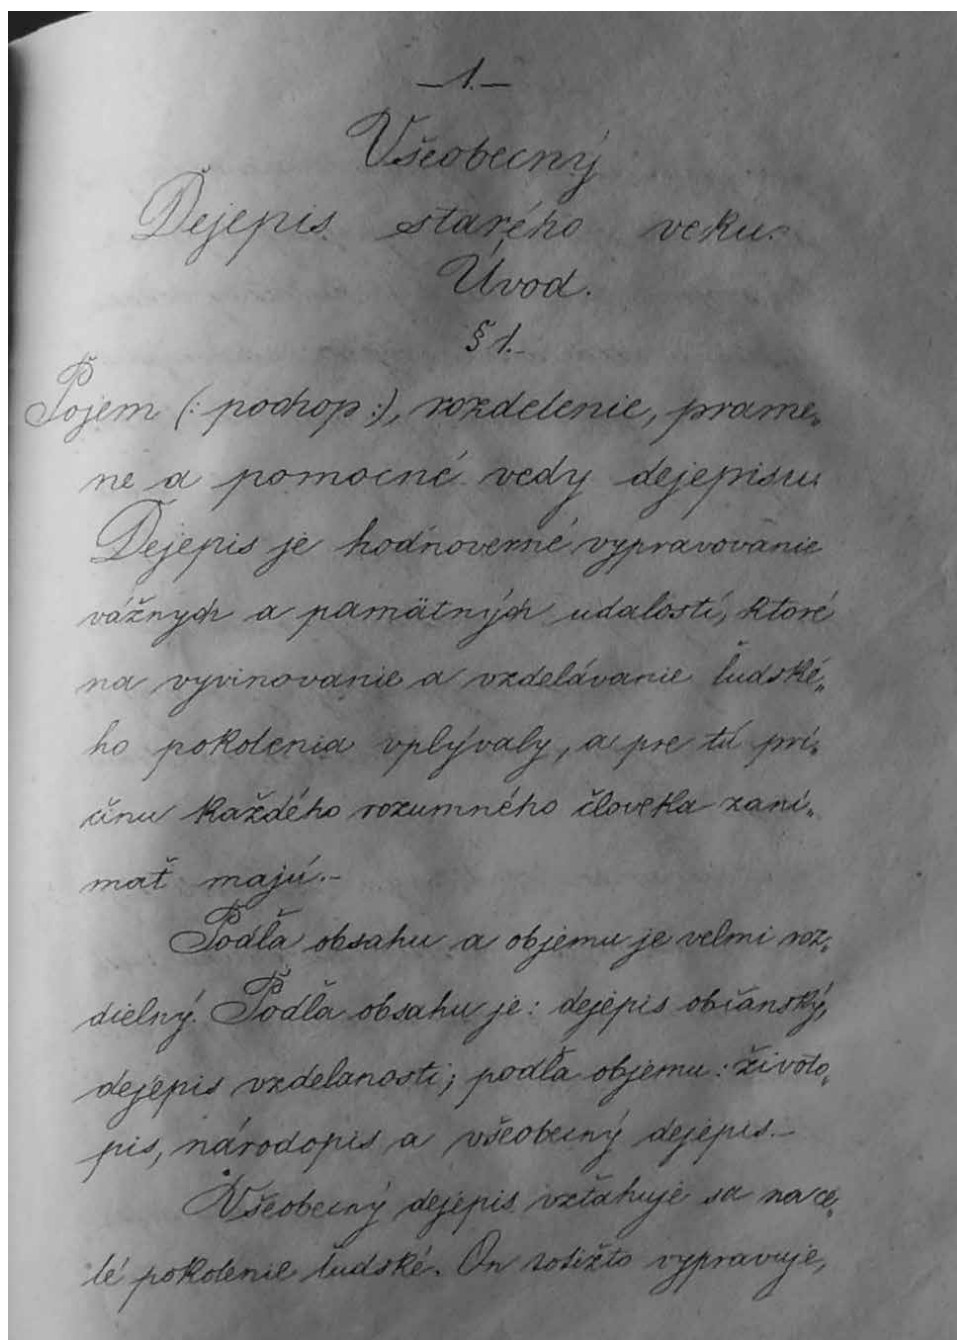 —1.—
Všeobecný
Dejepis starého veku.
Úvod.
§ 1.
Pojem (: pochop :), rozdelenie, prame„
ne a pomocné vedy dejepisu.
Dejepis je hodnoverné vypravovanie
vážnych a pamätných udalostí, ktoré
na vyvinovanie a vzdelávanie ľudské„
ho pokolenia vplývaly, a pre tú prí„
činu každého rozumného človeka zaní„
mať majú.—
Podľa obsahu a objemu je velmi roz„
dielný. Podľa obsahu je: dejepis občanský,
dejepis vzdelanosti; podľa objemu: živoťo„
pis, národopis a všeobecný dejepis.—
Všeobecný dejepis vzťahuje sa na ce„
lé pokolenie ľudské. On totižto vypravuje,